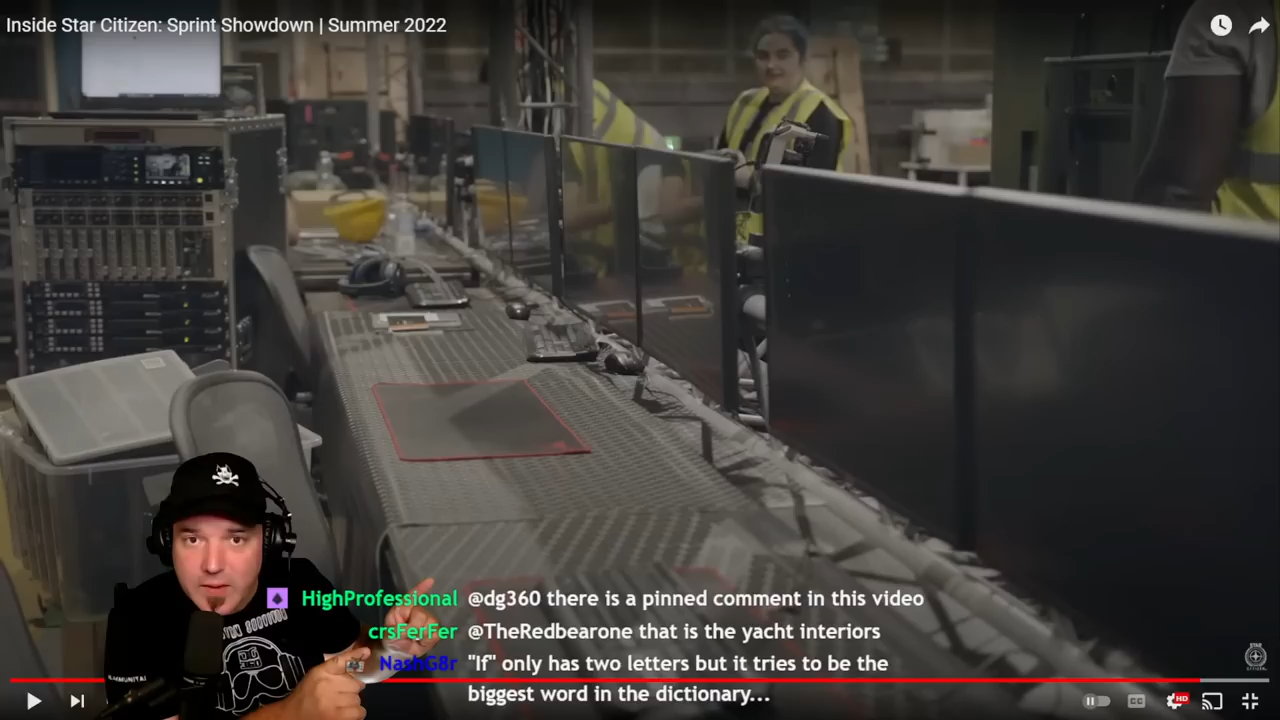 Inside Star Citizen: Sprint Showdown | Summer 2022
HighProfessional @dg360 there is a pinned comment in this video
crsFerFer @TheRedbearone that is the yacht interiors
NashG8r "If" only has two letters but it tries to be the
biggest word in the dictionary...
CC
HD